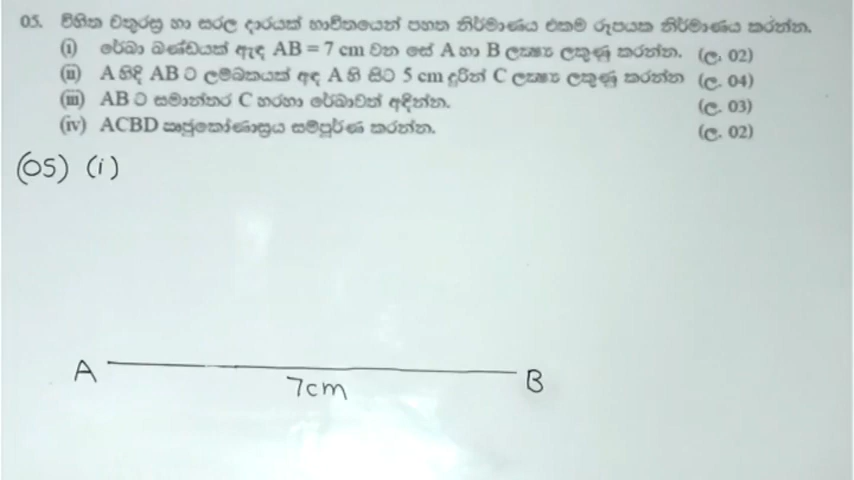 05. විහිත චතුරස්‍ර හා සරල දාරයක් භාවිතයෙන් පහත නිර්මාණය එකම රූපයක නිර්මාණය කරන්න.
(i) රේඛා ඛණ්ඩයක් ඇඳ AB = 7 cm වන සේ A හා B ලක්‍ෂ්‍ය ලකුණු කරන්න. (ල. 02)
(ii) A හිදී AB ට ලම්බකයක් අඳ A හි සිට 5 cm දුරින් C ලක්‍ෂ්‍ය ලකුණු කරන්න (ල. 04)
(iii) AB ට සමාන්තර C හරහා රේඛාවක් අඳින්න. (ල. 03)
(iv) ACBD සෘජුකෝණාස්‍රය සම්පූර්ණ කරන්න. (ල. 02)
(05) (i)
A B
7cm